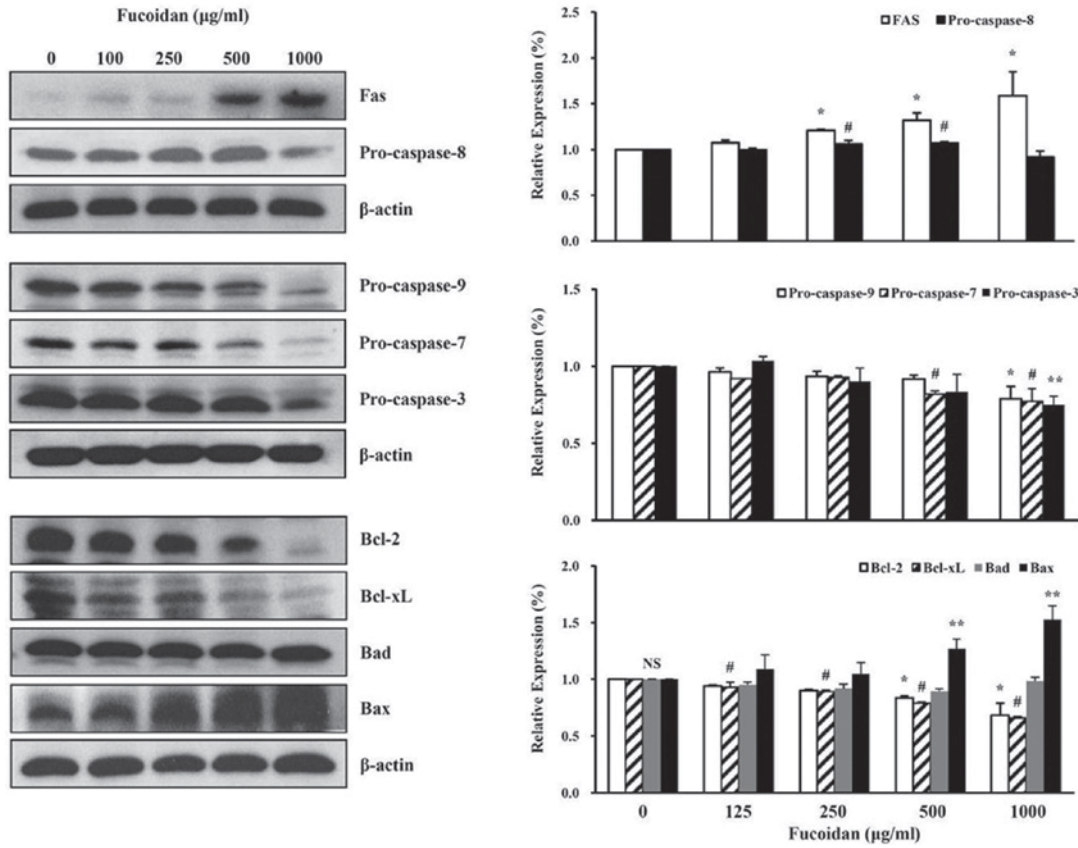 Fucoidan (µg/ml)
0 100 250 500 1000
Fas
Pro-caspase-8
β-actin
Pro-caspase-9
Pro-caspase-7
Pro-caspase-3
β-actin
Bcl-2
Bcl-xL
Bad
Bax
β-actin
Relative Expression (%)
2.5
2.0
1.5
1.0
0.5
0.0
FAS Pro-caspase-8
* # * # *
Relative Expression (%)
1.5
1.0
0.5
0.0
Pro-caspase-9 Pro-caspase-7 Pro-caspase-3
# * # **
Relative Expression (%)
2.0
1.5
1.0
0.5
0.0
Bcl-2 Bcl-xL Bad Bax
NS # # * # ** * # **
0 125 250 500 1000
Fucoidan (µg/ml)